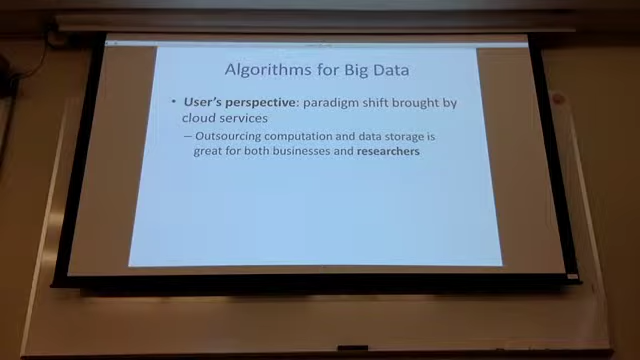 Algorithms for Big Data
• User's perspective: paradigm shift brought by
cloud services
– Outsourcing computation and data storage is
great for both businesses and researchers